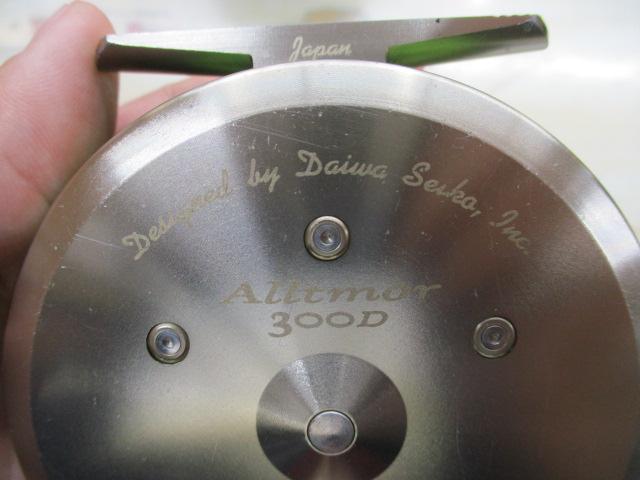 Japan
Designed by Daiwa Seiko, Inc.
Alltmor
300D